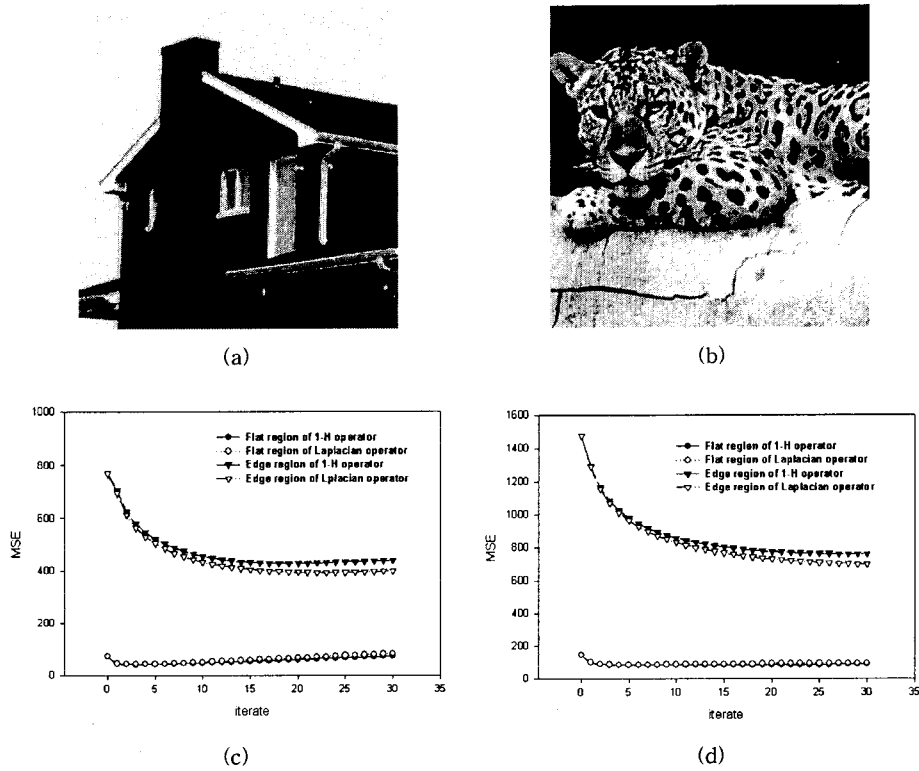 (a)
(b)
1000
800
600
400
200
0
MSE
Flat region of 1-H operator
Flat region of Laplacian operator
Edge region of 1-H operator
Edge region of Lplacian operator
0 5 10 15 20 25 30 35
iterate
(c)
1600
1400
1200
1000
800
600
400
200
0
MSE
Flat region of 1-H operator
Flat region of Laplacian operator
Edge region of 1-H operator
Edge region of Laplacian operator
0 5 10 15 20 25 30 35
iterate
(d)